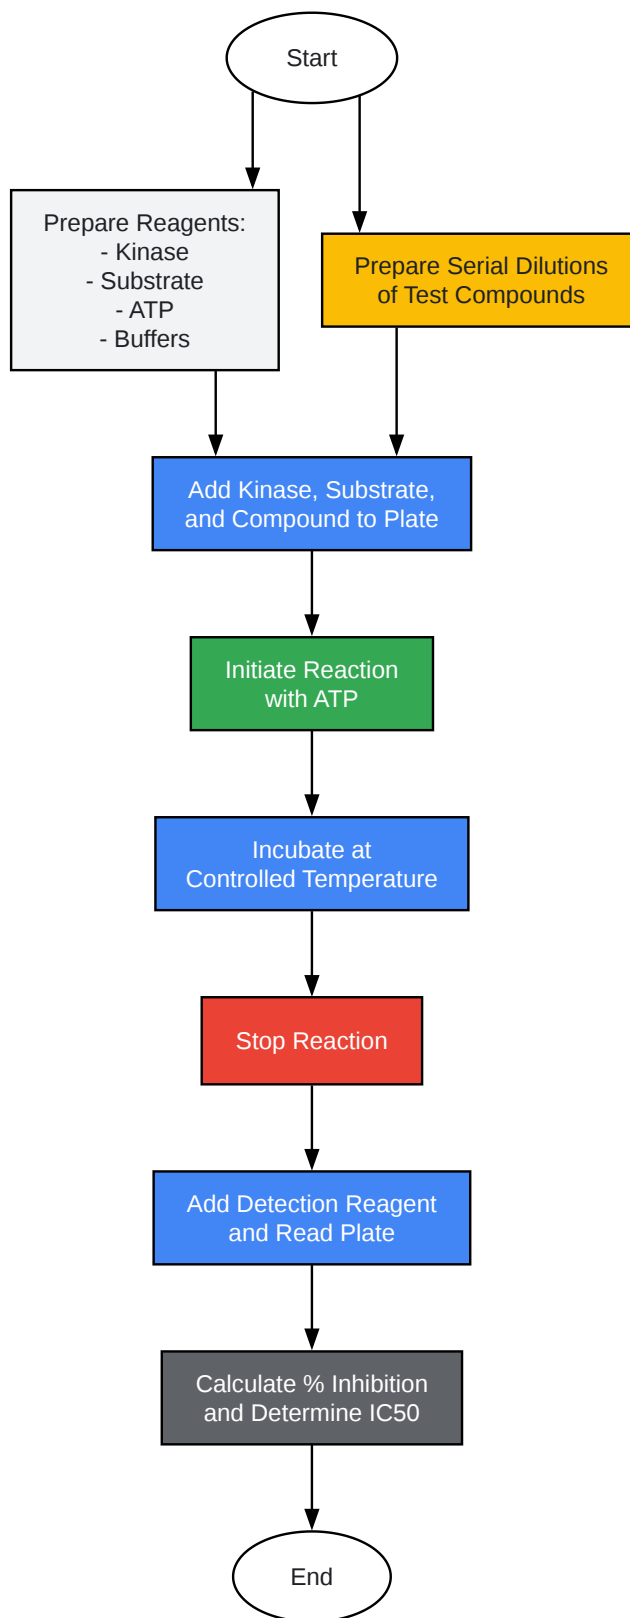 Start
Prepare Reagents:
- Kinase
- Substrate
- ATP
- Buffers
Prepare Serial Dilutions
of Test Compounds
Add Kinase, Substrate,
and Compound to Plate
Initiate Reaction
with ATP
Incubate at
Controlled Temperature
Stop Reaction
Add Detection Reagent
and Read Plate
Calculate % Inhibition
and Determine IC50
End